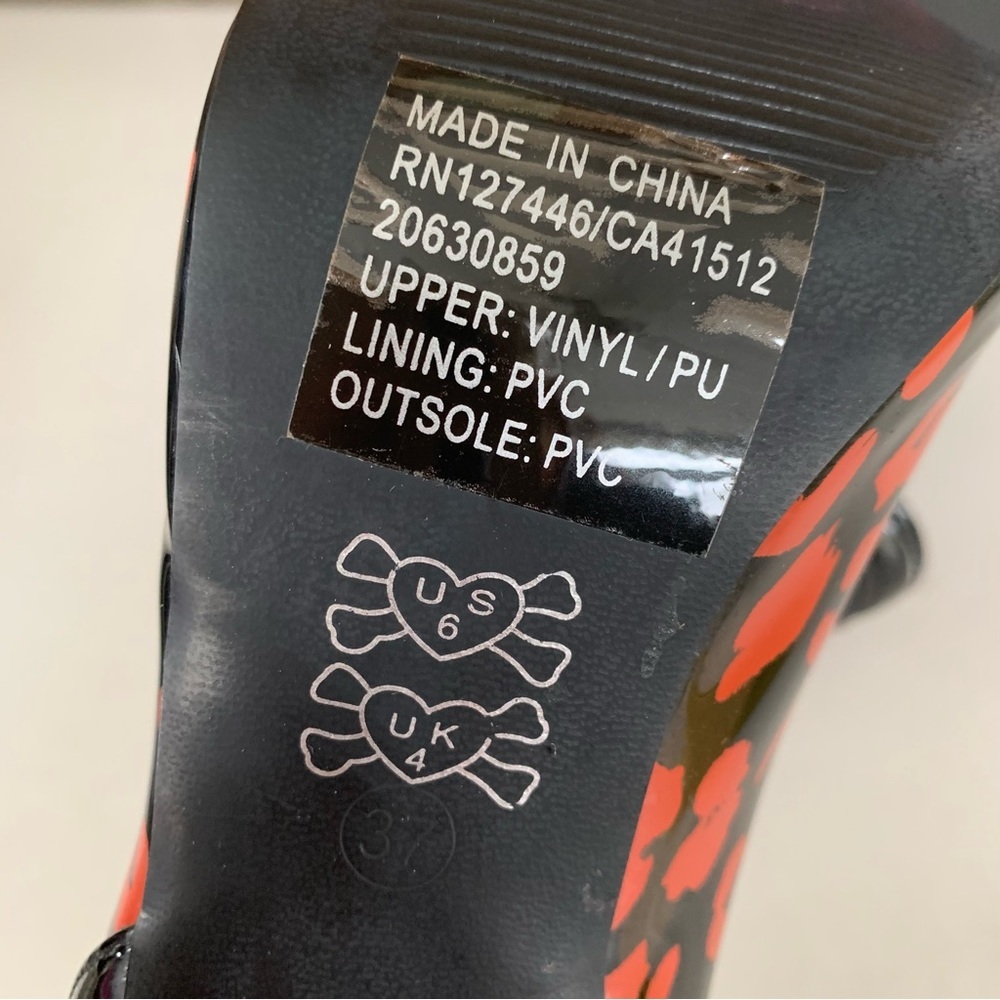 MADE IN CHINA
RN127446/CA41512
20630859
UPPER: VINYL/PU
LINING: PVC
OUTSOLE: PVC
US
6
UK
4
37